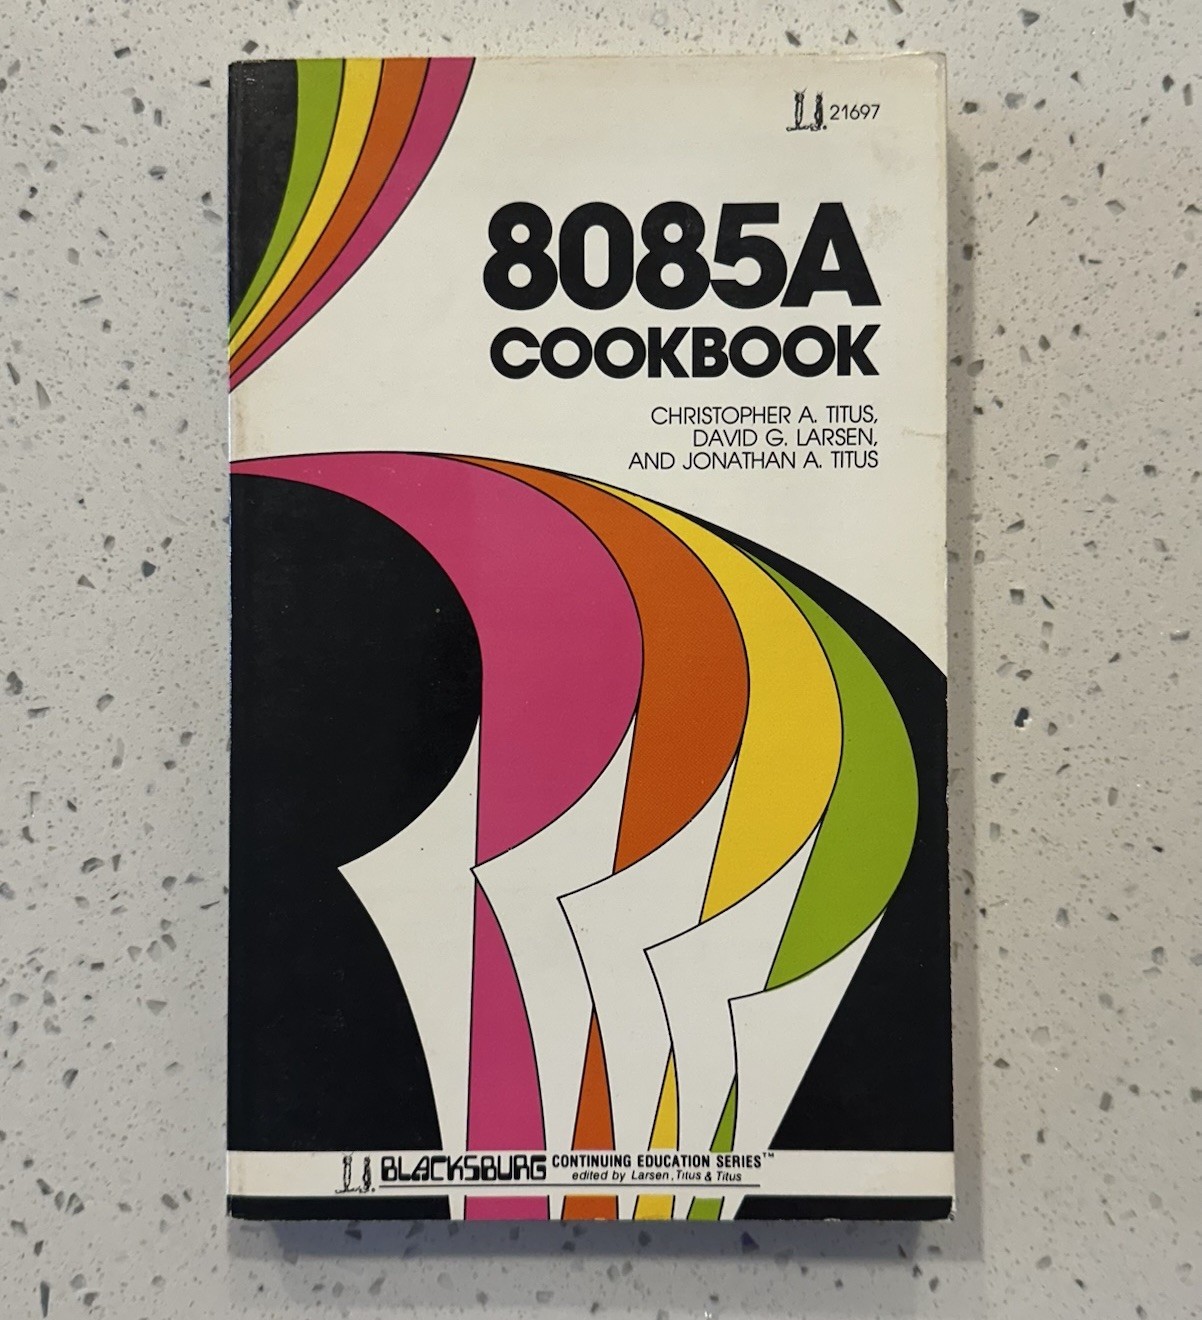 21697
8085A
COOKBOOK
CHRISTOPHER A. TITUS,
DAVID G. LARSEN,
AND JONATHAN A. TITUS
BLACKSBURG CONTINUING EDUCATION SERIES™
edited by Larsen, Titus & Titus